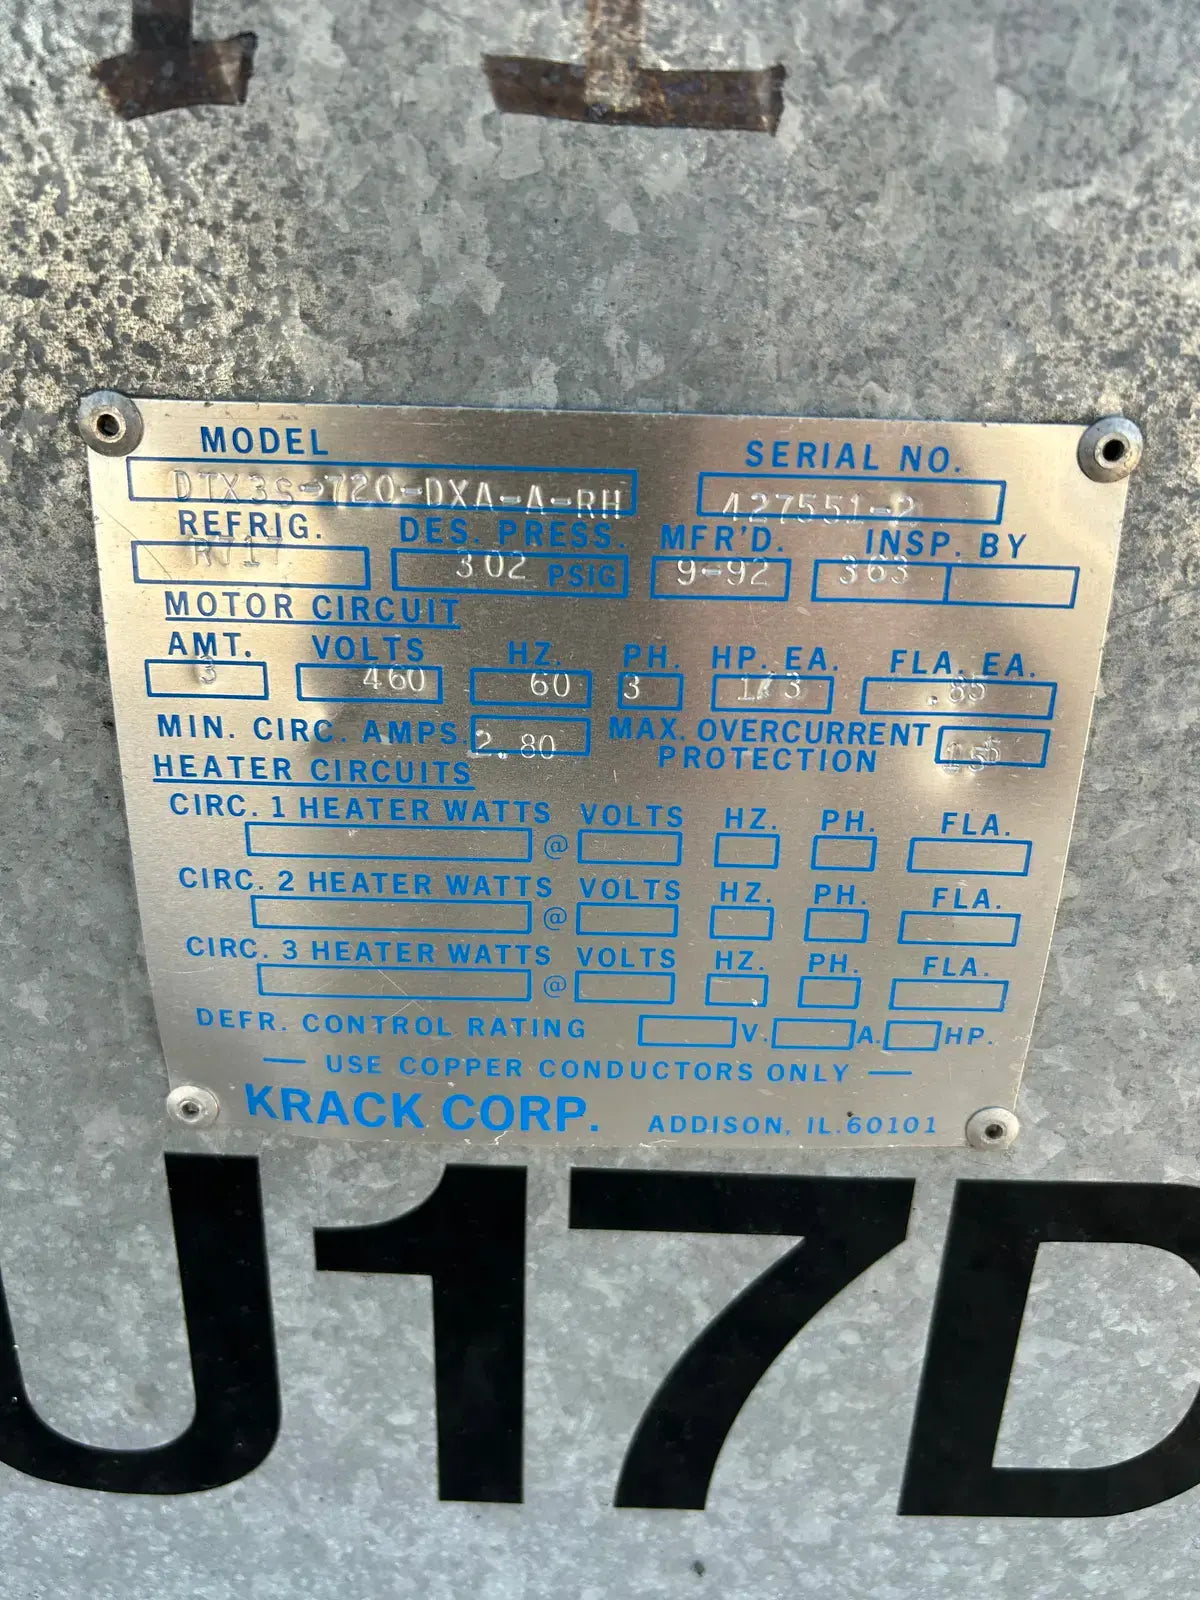 MODEL SERIAL NO.
DTX3S-720-DXA-A-RH 427551-2
REFRIG. DES. PRESS. MFR'D. INSP. BY
R717 302 PSIG 9-92 363
MOTOR CIRCUIT
AMT. VOLTS HZ. PH. HP. EA. FLA. EA.
3 460 60 3 1/3 .85
MIN. CIRC. AMPS. 2.80 MAX. OVERCURRENT
PROTECTION
HEATER CIRCUITS
CIRC. 1 HEATER WATTS VOLTS HZ. PH. FLA.
@
CIRC. 2 HEATER WATTS VOLTS HZ. PH. FLA.
@
CIRC. 3 HEATER WATTS VOLTS HZ. PH. FLA.
@
DEFR. CONTROL RATING V. A. HP.
— USE COPPER CONDUCTORS ONLY —
KRACK CORP. ADDISON, IL. 60101
U17D